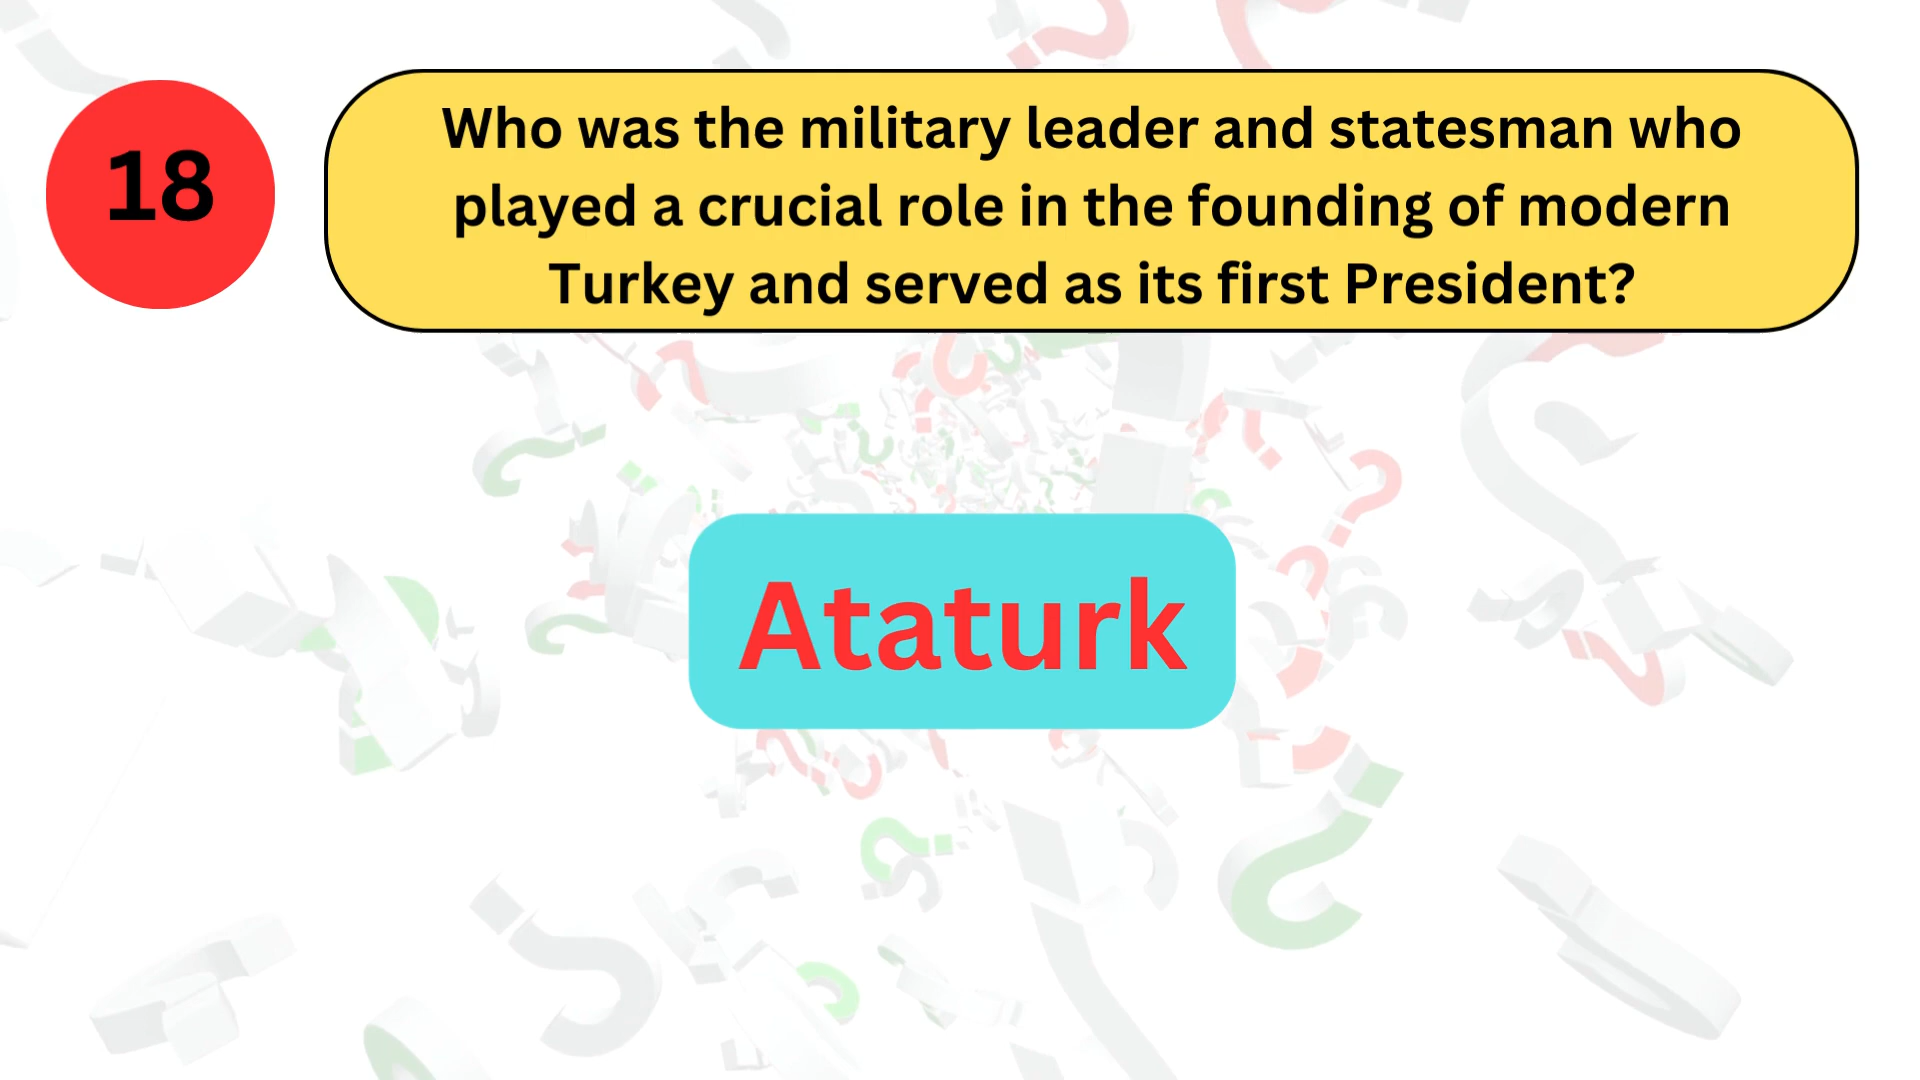 18
Who was the military leader and statesman who
played a crucial role in the founding of modern
Turkey and served as its first President?
Ataturk